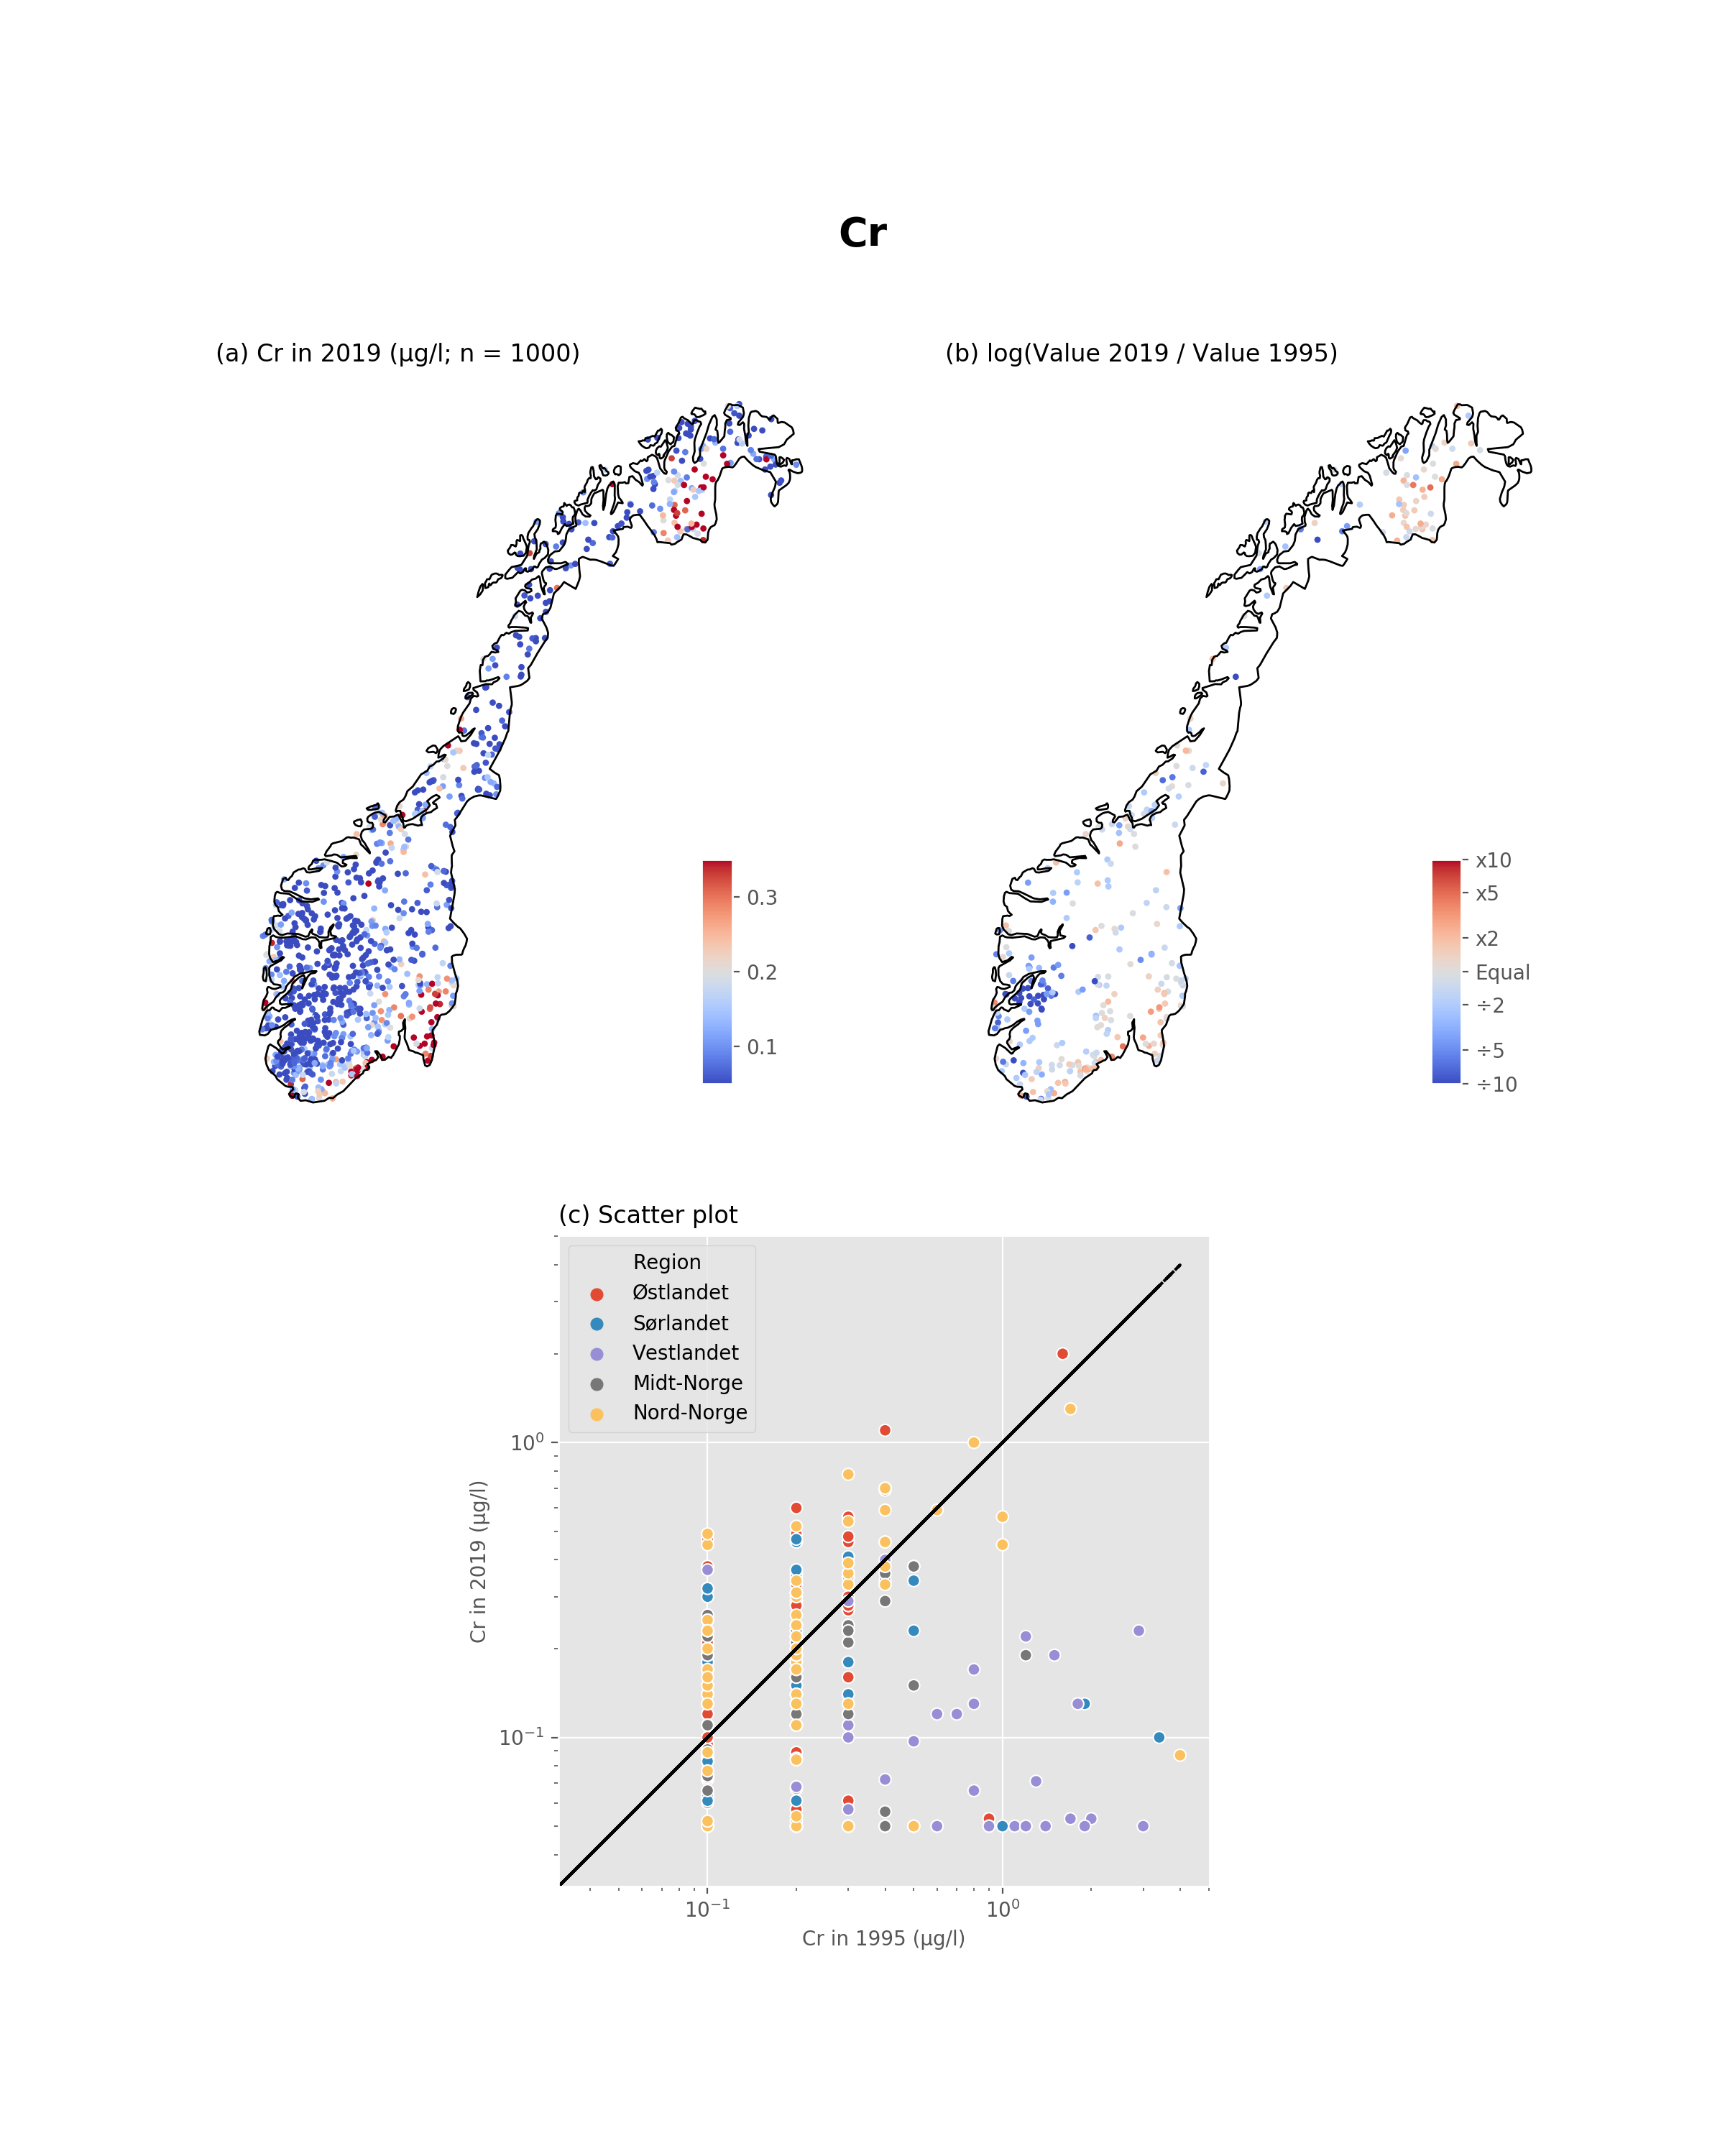 Cr
(a) Cr in 2019 (µg/l; n = 1000)
(b) log(Value 2019 / Value 1995)
0.3
0.2
0.1
x10
x5
x2
Equal
÷2
÷5
÷10
(c) Scatter plot
Region
Østlandet
Sørlandet
Vestlandet
Midt-Norge
Nord-Norge
10⁰
10⁻¹
Cr in 2019 (µg/l)
10⁻¹
10⁰
Cr in 1995 (µg/l)